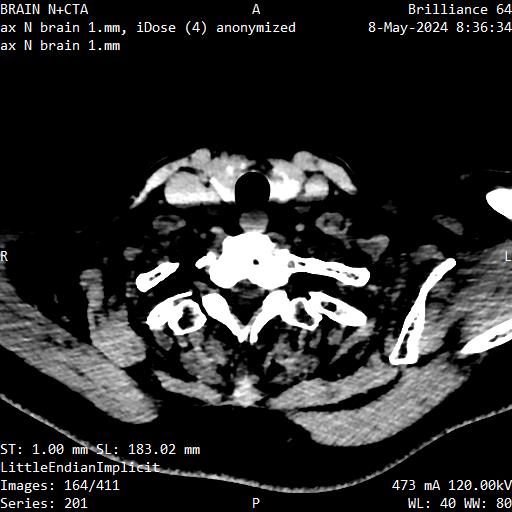 BRAIN N+CTA A Brilliance 64
ax N brain 1.mm, iDose (4) anonymized 8-May-2024 8:36:34
ax N brain 1.mm
R L
ST: 1.00 mm SL: 183.02 mm
LittleEndianImplicit
Images: 164/411 473 mA 120.00kV
Series: 201 P WL: 40 WW: 80